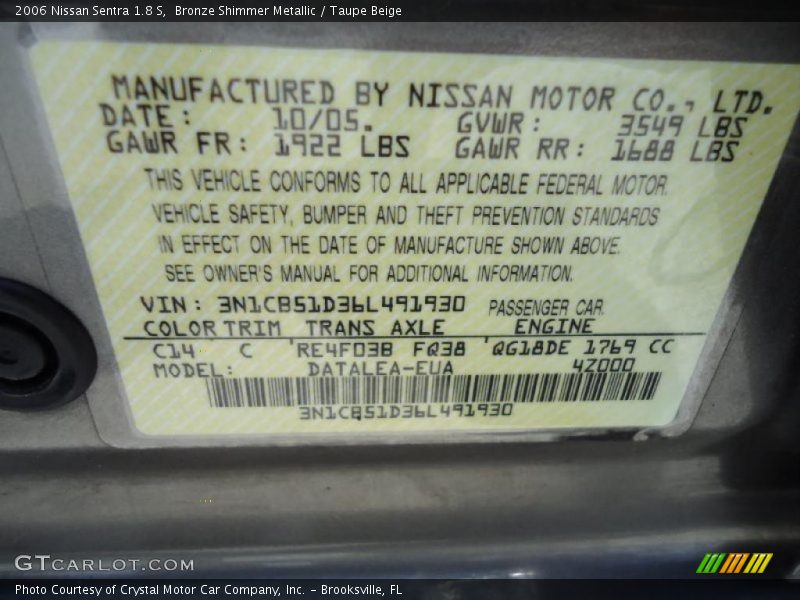 2006 Nissan Sentra 1.8 S,  Bronze Shimmer Metallic / Taupe Beige
MANUFACTURED BY NISSAN MOTOR CO., LTD.
DATE: 10/05. GVWR: 3549 LBS
GAWR FR: 1922 LBS GAWR RR: 1688 LBS
THIS VEHICLE CONFORMS TO ALL APPLICABLE FEDERAL MOTOR
VEHICLE SAFETY, BUMPER AND THEFT PREVENTION STANDARDS
IN EFFECT ON THE DATE OF MANUFACTURE SHOWN ABOVE.
SEE OWNER'S MANUAL FOR ADDITIONAL INFORMATION.
VIN: 3N1CB51D36L491930 PASSENGER CAR.
COLOR TRIM TRANS AXLE ENGINE
C14 C 'RE4F03B FQ38 'QG18DE 1769 CC
MODEL: DATALEA-EUA 4Z000
3N1CB51D36L491930
GTCARLOT.COM
Photo Courtesy of Crystal Motor Car Company, Inc. – Brooksville, FL